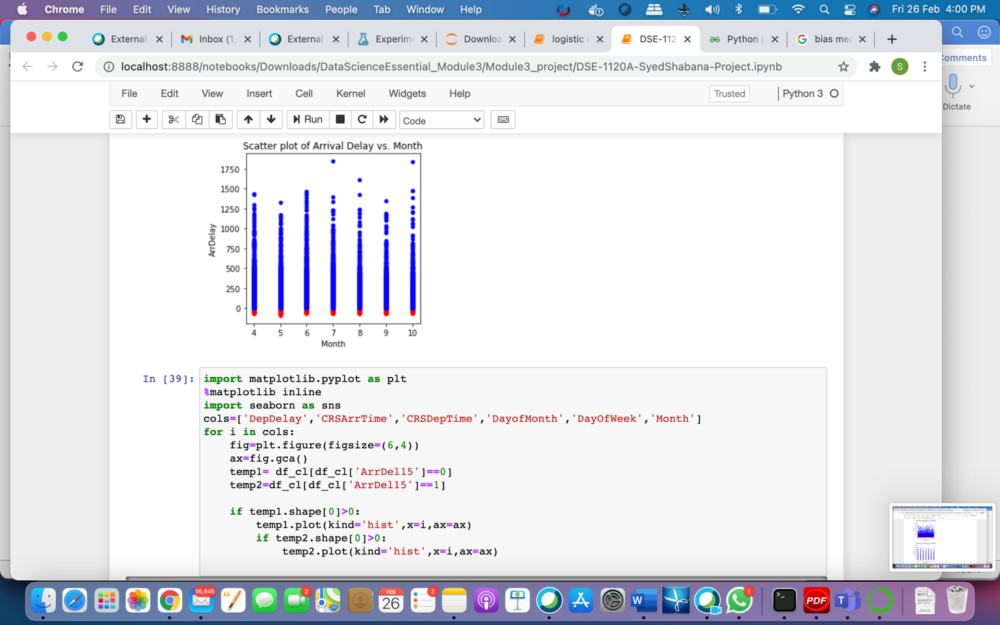 Chrome File Edit View History Bookmarks People Tab Window Help Fri 26 Feb 4:00 PM
External Inbox (1, External Experime Downloa logistic DSE-112 Python bias mea
localhost:8888/notebooks/Downloads/DataScienceEssential_Module3/Module3_project/DSE-1120A-SyedShabana-Project.ipynb
S
omments
Dictate
File Edit View Insert Cell Kernel Widgets Help Trusted Python 3
Run Code
Scatter plot of Arrival Delay vs. Month
1750
1500
1250
1000
750
500
250
0
ArrDelay
4 5 6 7 8 9 10
Month
In [39]:
import matplotlib.pyplot as plt
%matplotlib inline
import seaborn as sns
cols=['DepDelay','CRSArrTime','CRSDepTime','DayofMonth','DayOfWeek','Month']
for i in cols:
fig=plt.figure(figsize=(6,4))
ax=fig.gca()
temp1= df_cl[df_cl['ArrDel15']==0]
temp2=df_cl[df_cl['ArrDel15']==1]
if temp1.shape[0]>0:
temp1.plot(kind='hist',x=i,ax=ax)
if temp2.shape[0]>0:
temp2.plot(kind='hist',x=i,ax=ax)
56,646 2 FEB 26 2 W 1 >_ PDF T .DOCX